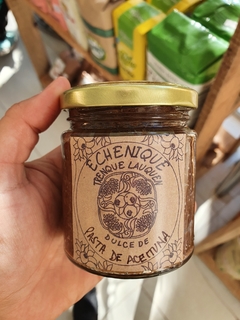 ECHENIQUE
TRENQUE LAUQUEN
DULCE DE
PASTA DE ACEITUNA